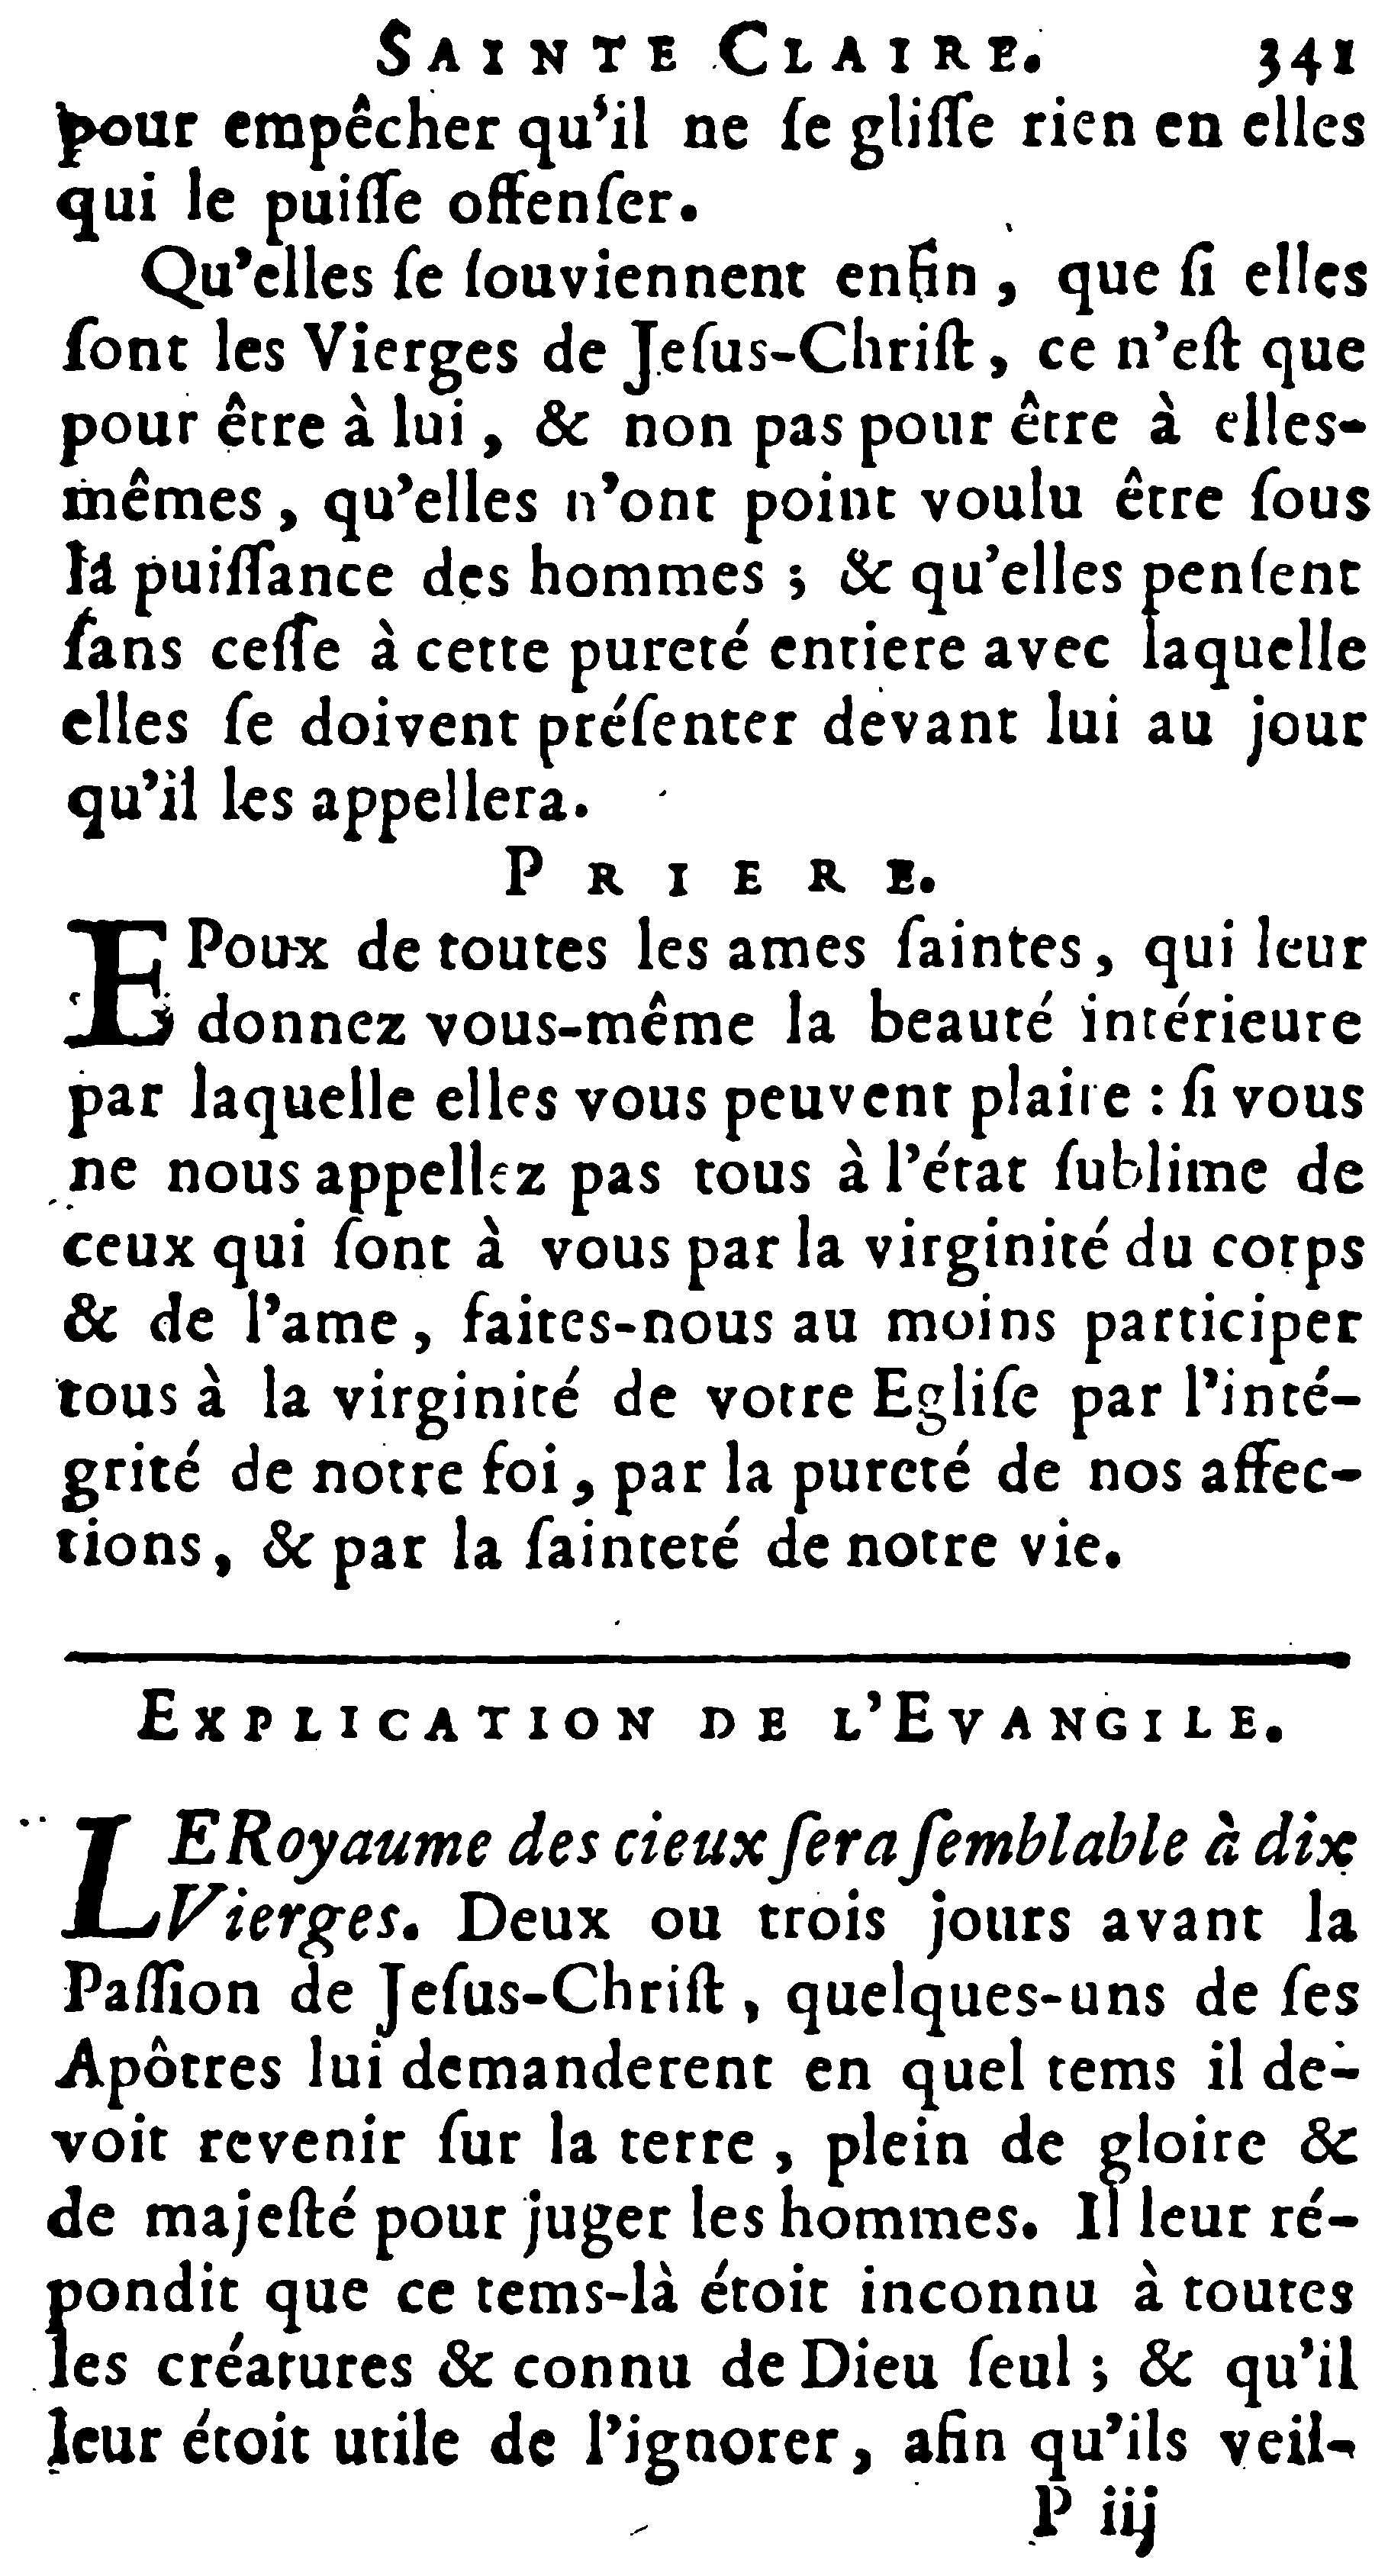 SAINTE CLAIRE. 341
pour empêcher qu'il ne ſe gliſſe rien en elles
qui le puiſſe offenſer.
Qu'elles ſe ſouviennent enfin, que ſi elles
ſont les Vierges de Jeſus-Chriſt, ce n'eſt que
pour être à lui, & non pas pour être à elles-
mêmes, qu'elles n'ont point voulu être ſous
la puiſſance des hommes; & qu'elles penſent
ſans ceſſe à cette pureté entiere avec laquelle
elles ſe doivent préſenter devant lui au jour
qu'il les appellera.
PRIERE.
EPoux de toutes les ames ſaintes, qui leur
donnez vous-même la beauté intérieure
par laquelle elles vous peuvent plaire : ſi vous
ne nous appellez pas tous à l'état ſublime de
ceux qui ſont à vous par la virginité du corps
& de l'ame, faites-nous au moins participer
tous à la virginité de votre Egliſe par l'inté-
grité de notre foi, par la pureté de nos affec-
tions, & par la ſainteté de notre vie.
EXPLICATION DE L'EVANGILE.
LE Royaume des cieux ſera ſemblable à dix
Vierges. Deux ou trois jours avant la
Paſſion de Jeſus-Chriſt, quelques-uns de ſes
Apôtres lui demanderent en quel tems il de-
voit revenir ſur la terre, plein de gloire &
de majeſté pour juger les hommes. Il leur ré-
pondit que ce tems-là étoit inconnu à toutes
les créatures & connu de Dieu ſeul; & qu'il
leur étoit utile de l'ignorer, afin qu'ils veil-
P iij